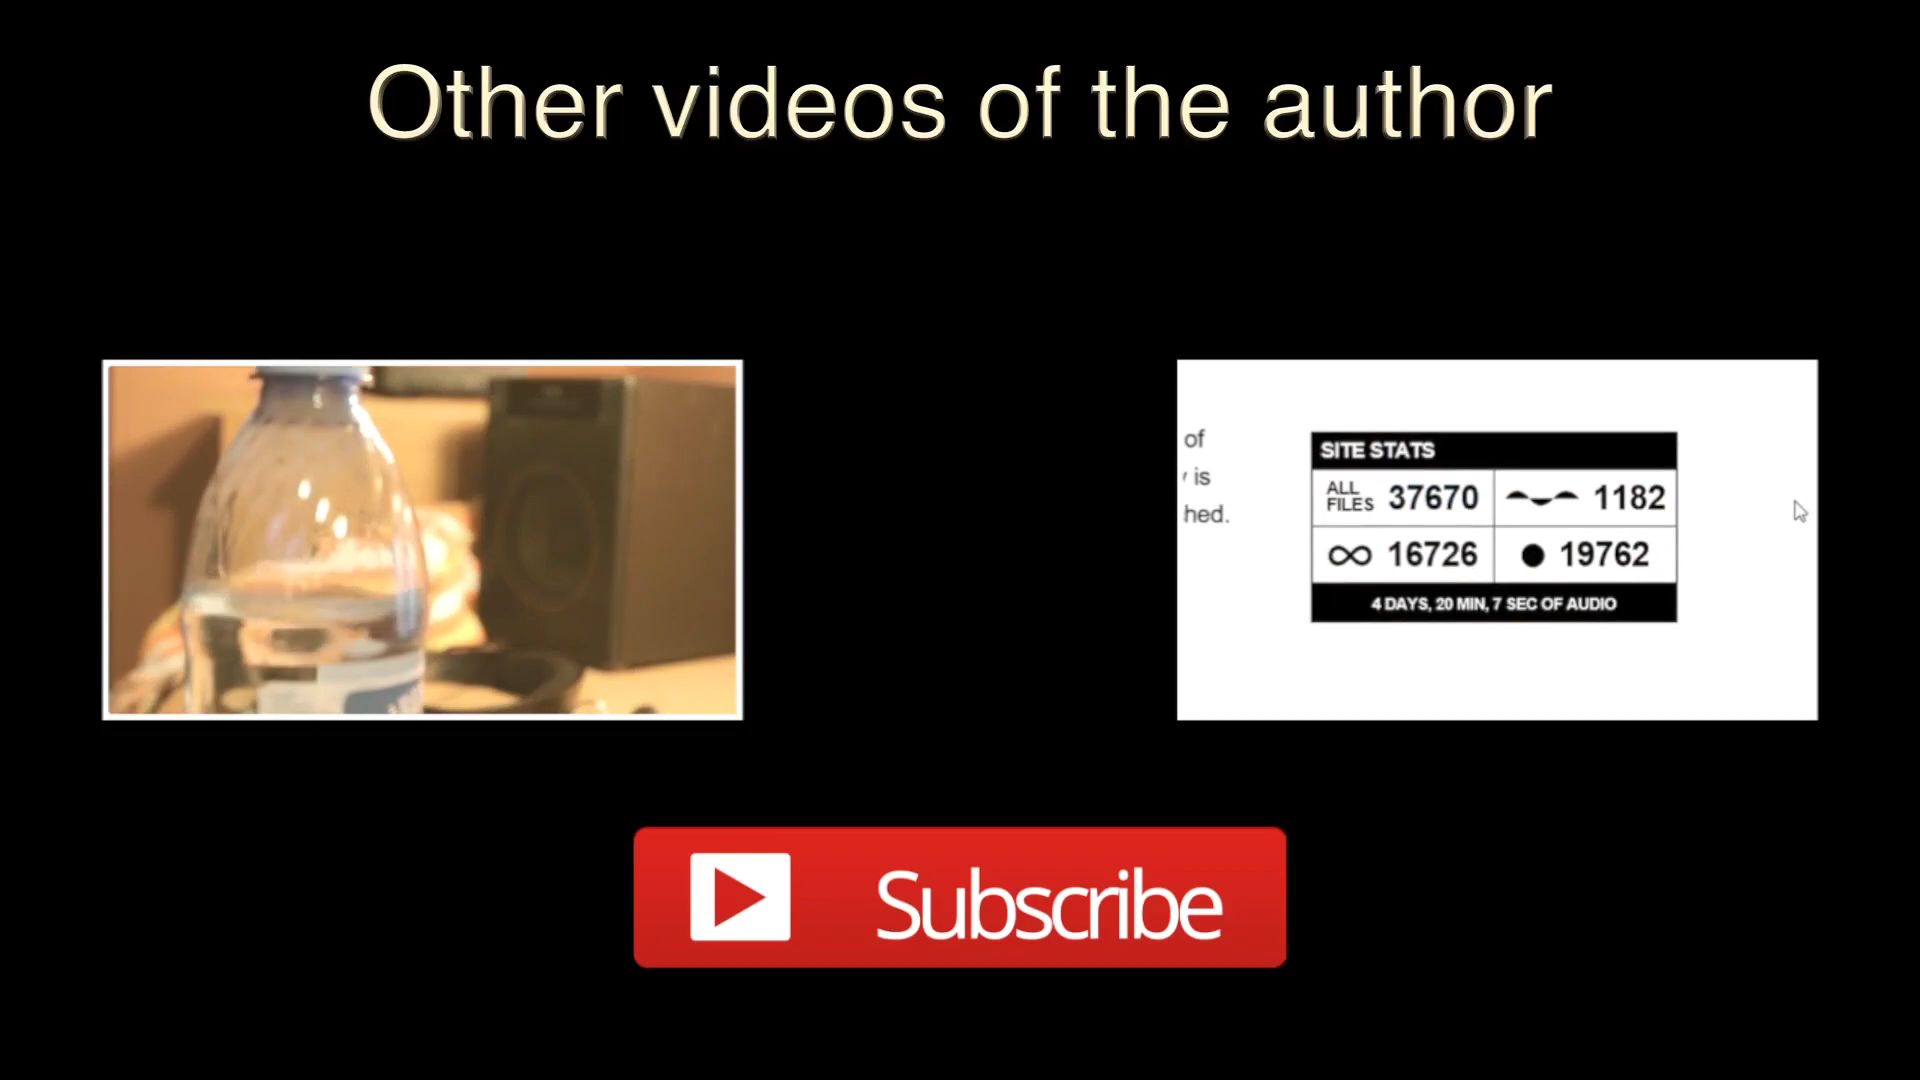 Other videos of the author
of
is
hed.
SITE STATS
ALL FILES 37670
1182
∞ 16726
19762
4 DAYS, 20 MIN, 7 SEC OF AUDIO
Subscribe